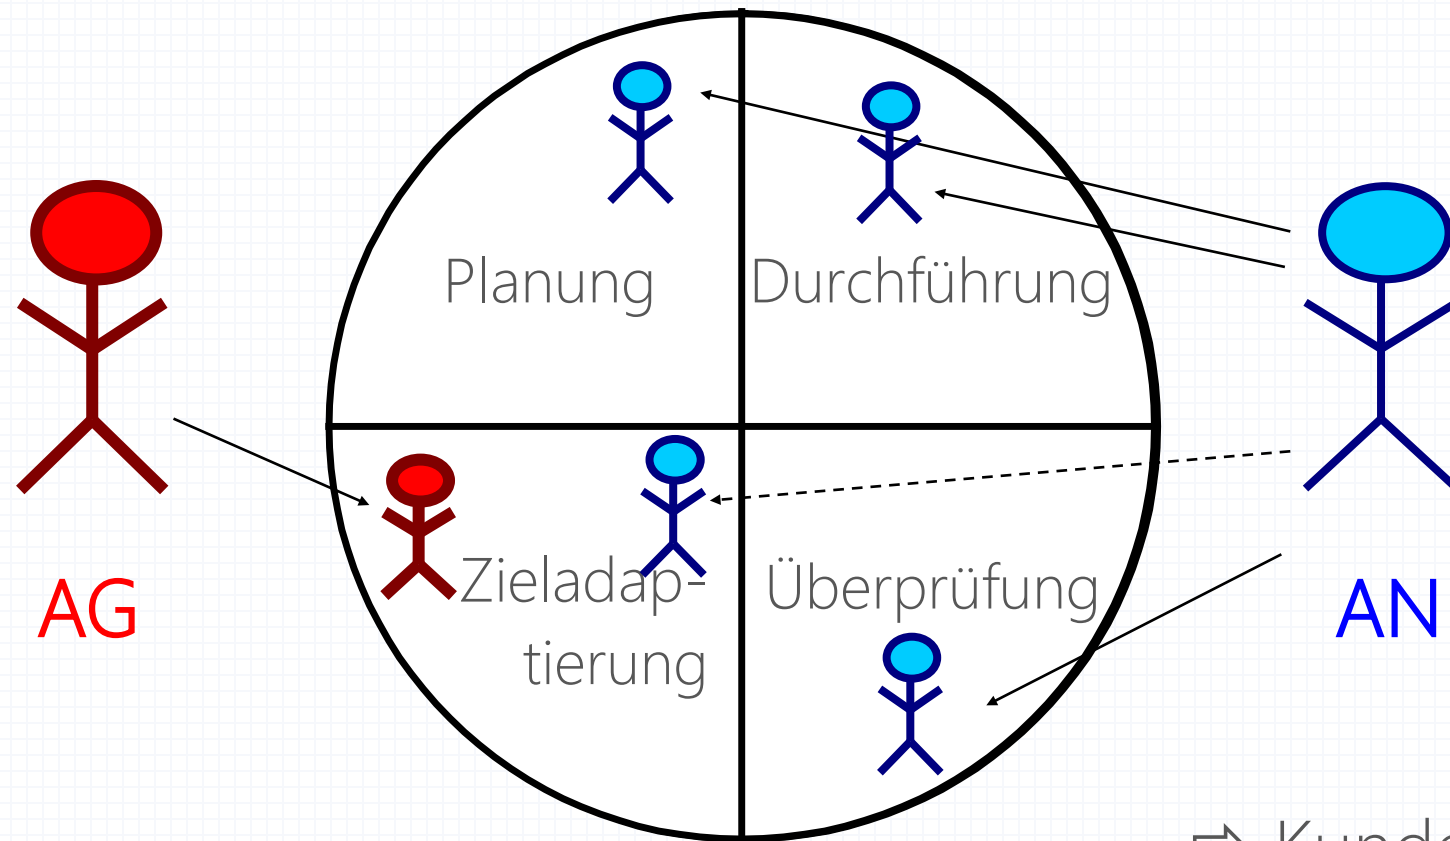 Planung
Durchführung
Zieladap-
tierung
Überprüfung
AG
AN